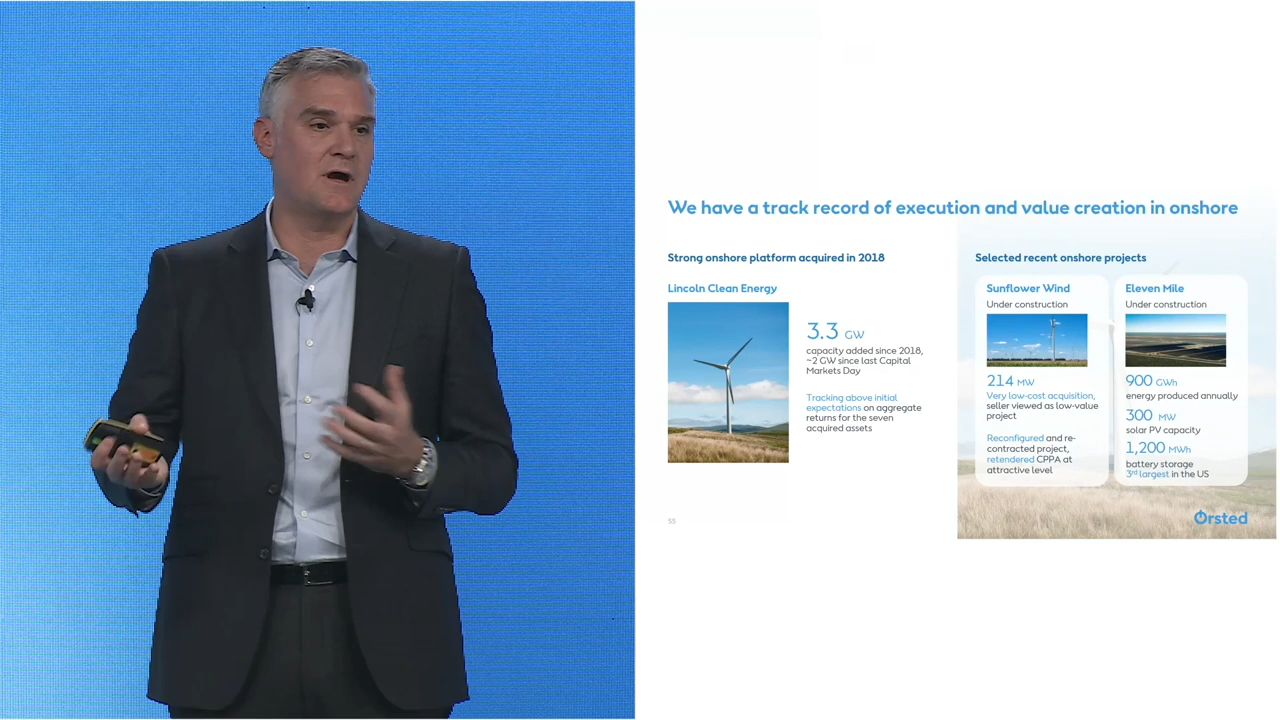 We have a track record of execution and value creation in onshore
Strong onshore platform acquired in 2018
Lincoln Clean Energy
3.3 GW
capacity added since 2018,
~2 GW since last Capital
Markets Day
Tracking above initial
expectations on aggregate
returns for the seven
acquired assets
Selected recent onshore projects
Sunflower Wind
Under construction
214 MW
Very low-cost acquisition,
seller viewed as low-value
project
Reconfigured and re-
contracted project,
retendered CPPA at
attractive level
Eleven Mile
Under construction
900 GWh
energy produced annually
300 MW
solar PV capacity
1,200 MWh
battery storage
3rd largest in the US
55
Ørsted